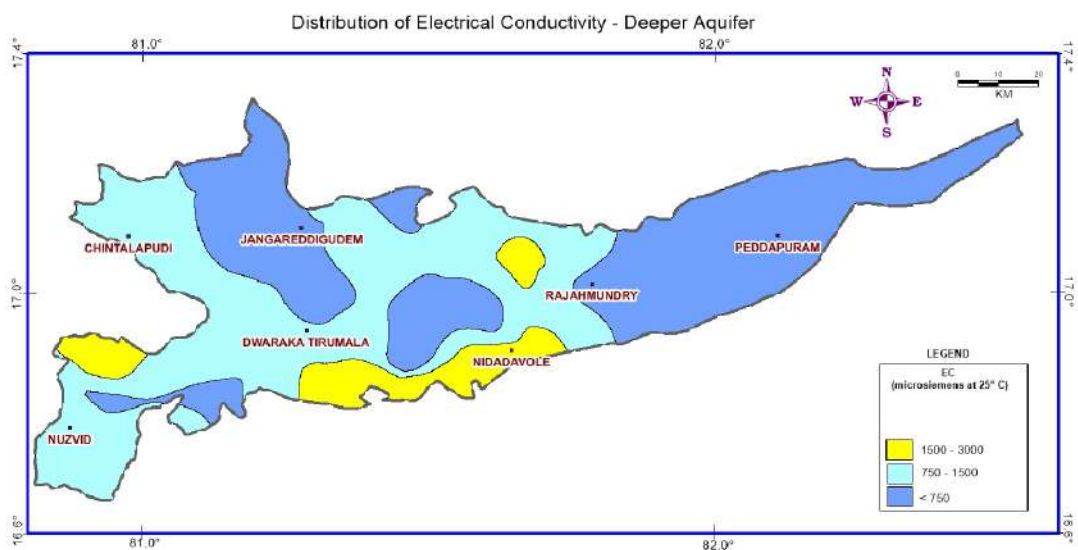 Distribution of Electrical Conductivity - Deeper Aquifer
81.0° 82.0°
17.4° 17.4°
N
W E
S
0 10 20
KM
CHINTALAPUDI
JANGAREDDIGUDEM
PEDDAPURAM
17.0° 17.0°
RAJAHMUNDRY
DWARAKA TIRUMALA
NIDADAVOLE
NUZVID
LEGEND
EC
(microsiemens at 25° C)
1500 - 3000
750 - 1500
< 750
16.6° 16.6°
81.0° 82.0°